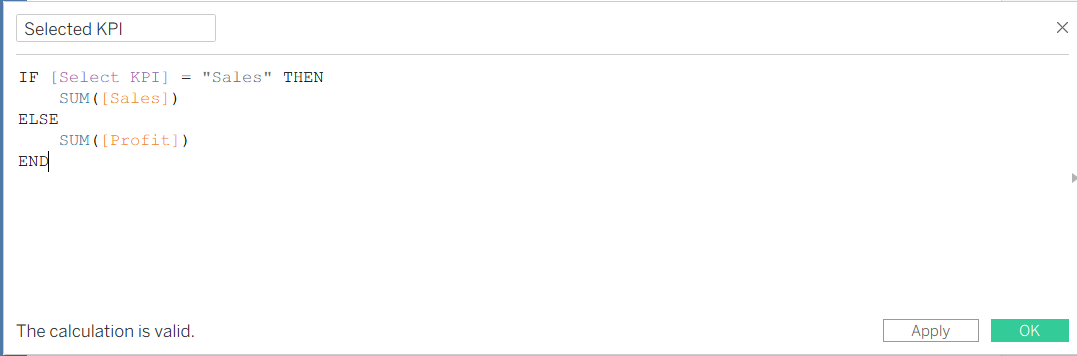 Selected KPI
IF [Select KPI] = "Sales" THEN
    SUM([Sales])
ELSE
    SUM([Profit])
END
The calculation is valid.
Apply
OK